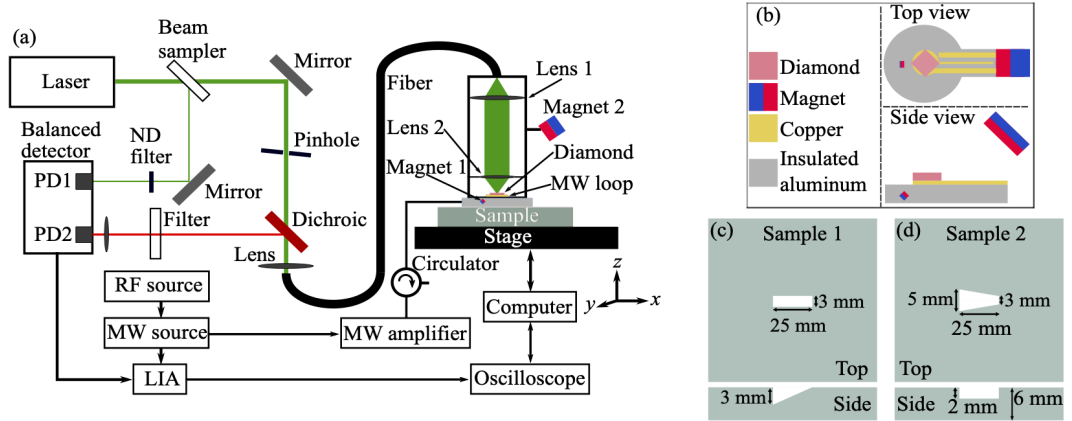 (a)
Beam
sampler
Mirror
Laser
Fiber
Lens 1
Magnet 2
Balanced
detector
ND
filter
Pinhole
Lens 2
PD1
Mirror
Magnet 1
Diamond
MW loop
Filter
Dichroic
Sample
PD2
Lens
Stage
Circulator
z
RF source
Computer
y
x
MW source
MW amplifier
LIA
Oscilloscope
(b)
Top view
Diamond
Magnet
Copper
Side view
Insulated
aluminum
(c)
Sample 1
3 mm
25 mm
Top
3 mm
Side
(d)
Sample 2
5 mm
3 mm
25 mm
Top
Side
2 mm
6 mm